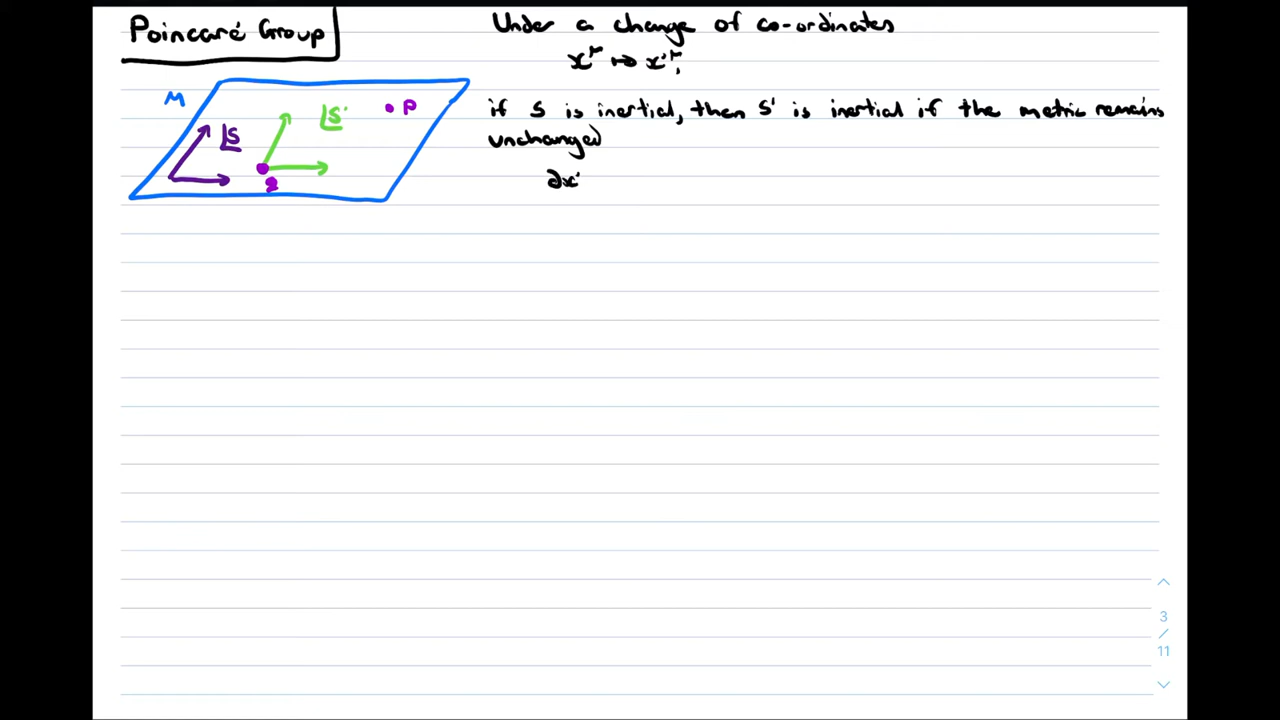 Poincaré Group
Under a change of co-ordinates
x^μ ↦ x'^μ,
M
S
S'
P
q
if S is inertial, then S' is inertial if the metric remains
unchanged
∂x'
3
/
11